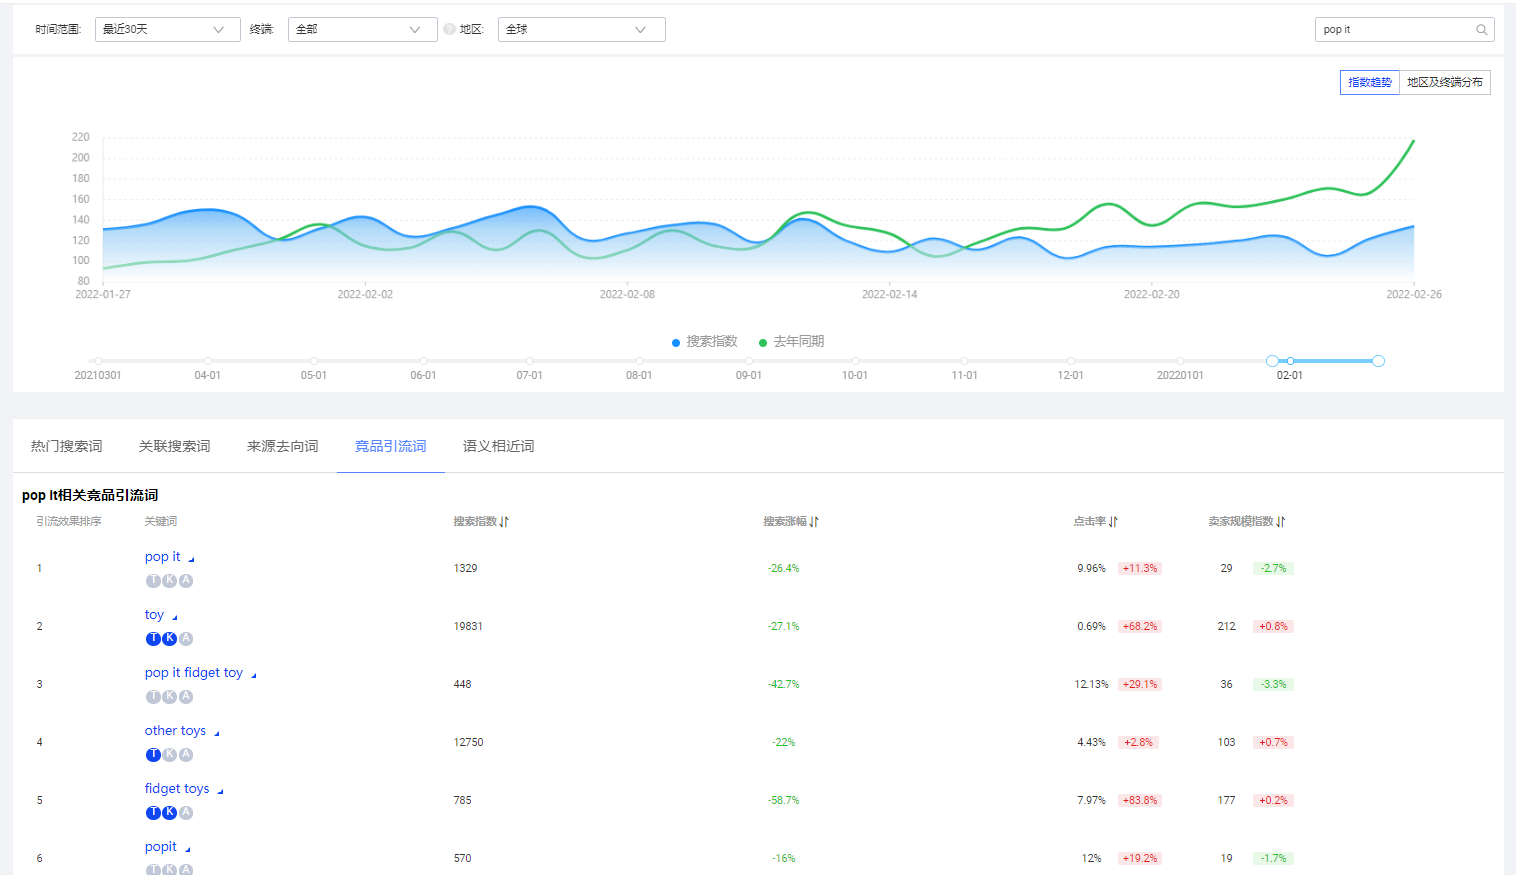 时间范围: 最近30天 终端: 全部 ? 地区: 全球 pop it
指数趋势 地区及终端分布
220
200
180
160
140
120
100
80
2022-01-27 2022-02-02 2022-02-08 2022-02-14 2022-02-20 2022-02-26
搜索指数 去年同期
20210301 04-01 05-01 06-01 07-01 08-01 09-01 10-01 11-01 12-01 20220101 02-01
热门搜索词 关联搜索词 来源去向词 竞品引流词 语义相近词
pop it相关竞品引流词
引流效果排序 关键词 搜索指数 搜索涨幅 点击率 卖家规模指数
pop it
1 1329 -26.4% 9.96% +11.3% 29 -2.7%
T K A
toy
2 19831 -27.1% 0.69% +68.2% 212 +0.8%
T K A
pop it fidget toy
3 448 -42.7% 12.13% +29.1% 36 -3.3%
T K A
other toys
4 12750 -22% 4.43% +2.8% 103 +0.7%
T K A
fidget toys
5 785 -58.7% 7.97% +83.8% 177 +0.2%
T K A
popit
6 570 -16% 12% +19.2% 19 -1.7%
T K A